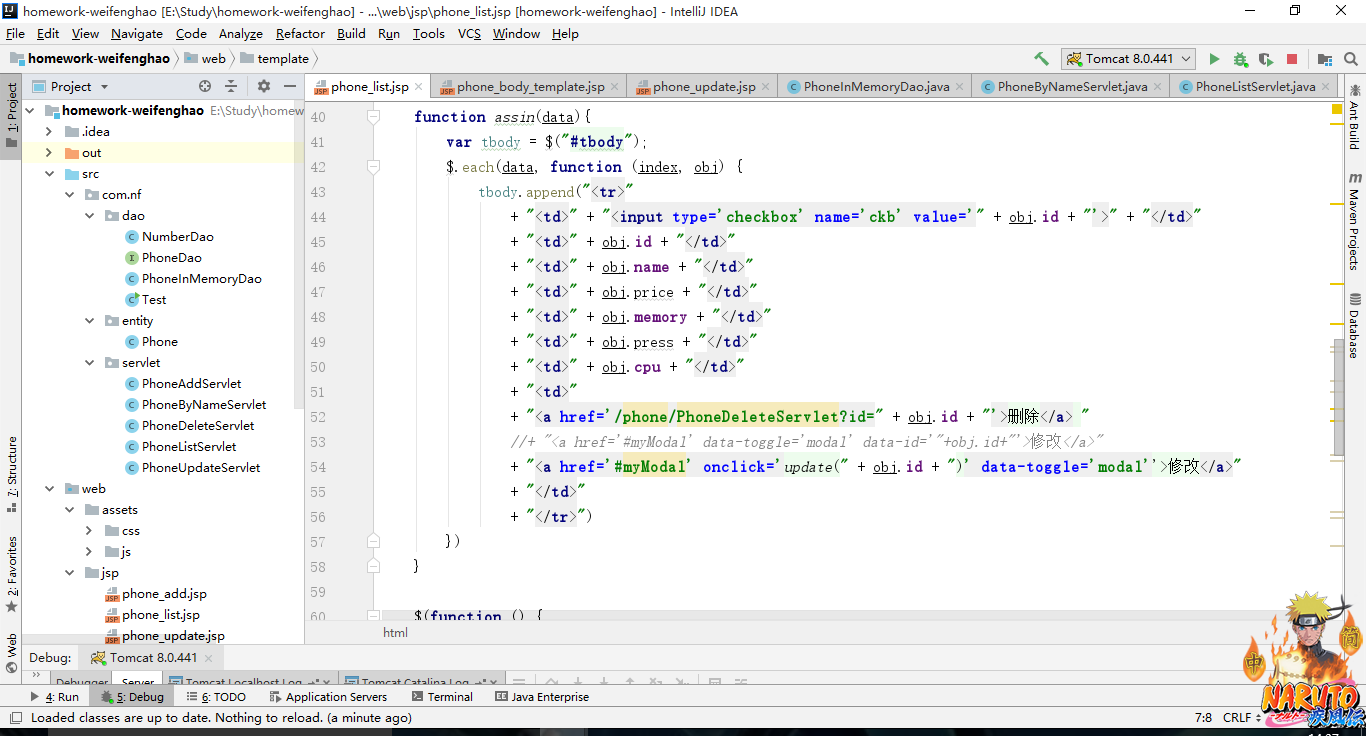 homework-weifenghao [E:\Study\homework-weifenghao] - ...\web\jsp\phone_list.jsp [homework-weifenghao] - IntelliJ IDEA
File Edit View Navigate Code Analyze Refactor Build Run Tools VCS Window Help
homework-weifenghao web template Tomcat 8.0.441
Project phone_list.jsp phone_body_template.jsp phone_update.jsp PhoneInMemoryDao.java PhoneByNameServlet.java PhoneListServlet.java
1: Project
7: Structure
2: Favorites
Web
homework-weifenghao E:\Study\homew
.idea
out
src
com.nf
dao
NumberDao
PhoneDao
PhoneInMemoryDao
Test
entity
Phone
servlet
PhoneAddServlet
PhoneByNameServlet
PhoneDeleteServlet
PhoneListServlet
PhoneUpdateServlet
web
assets
css
js
jsp
phone_add.jsp
phone_list.jsp
phone_update.jsp
40 function assin(data){
41 var tbody = $("#tbody");
42 $.each(data, function (index, obj) {
43 tbody.append("<tr>"
44 + "<td>" + "<input type='checkbox' name='ckb' value='" + obj.id + "'>" + "</td>"
45 + "<td>" + obj.id + "</td>"
46 + "<td>" + obj.name + "</td>"
47 + "<td>" + obj.price + "</td>"
48 + "<td>" + obj.memory + "</td>"
49 + "<td>" + obj.press + "</td>"
50 + "<td>" + obj.cpu + "</td>"
51 + "<td>"
52 + "<a href='/phone/PhoneDeleteServlet?id=" + obj.id + "'>删除</a> "
53 //+ "<a href='#myModal' data-toggle='modal' data-id='"+obj.id+"'>修改</a>"
54 + "<a href='#myModal' onclick='update(" + obj.id + ")' data-toggle='modal''>修改</a>"
55 + "</td>"
56 + "</tr>")
57 })
58 }
59
60 $(function () {
html
Ant Build
Maven Projects
Database
Debug: Tomcat 8.0.441
Debugger Server Tomcat Localhost Log Tomcat Catalina Log
4: Run 5: Debug 6: TODO Application Servers Terminal Java Enterprise
Loaded classes are up to date. Nothing to reload. (a minute ago) 7:8 CRLF
中
简
NARUTO
ナルト
疾風伝